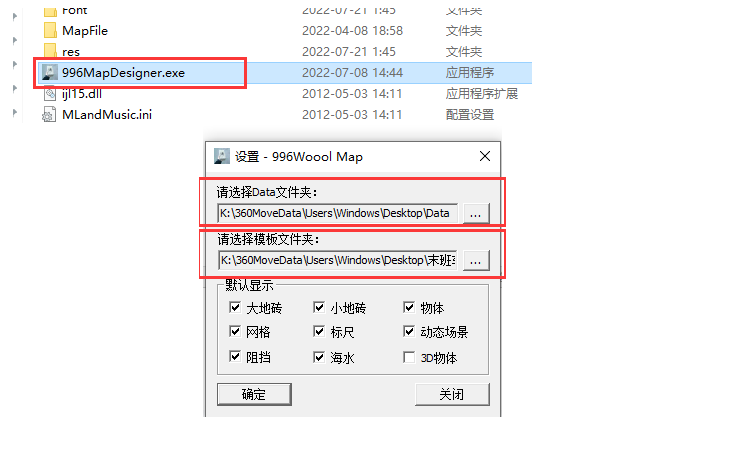 Font 2022-07-21 1:45 文件夹
MapFile 2022-04-08 18:58 文件夹
res 2022-07-21 1:45 文件夹
996MapDesigner.exe 2022-07-08 14:44 应用程序
ijl15.dll 2012-05-03 14:11 应用程序扩展
MLandMusic.ini 2012-05-03 14:11 配置设置
设置 - 996Woool Map
请选择Data文件夹：
K:\360MoveData\Users\Windows\Desktop\Data ...
请选择模板文件夹：
K:\360MoveData\Users\Windows\Desktop\末班 ...
默认显示
大地砖 小地砖 物体
网格 标尺 动态场景
阻挡 海水 3D物体
确定 关闭